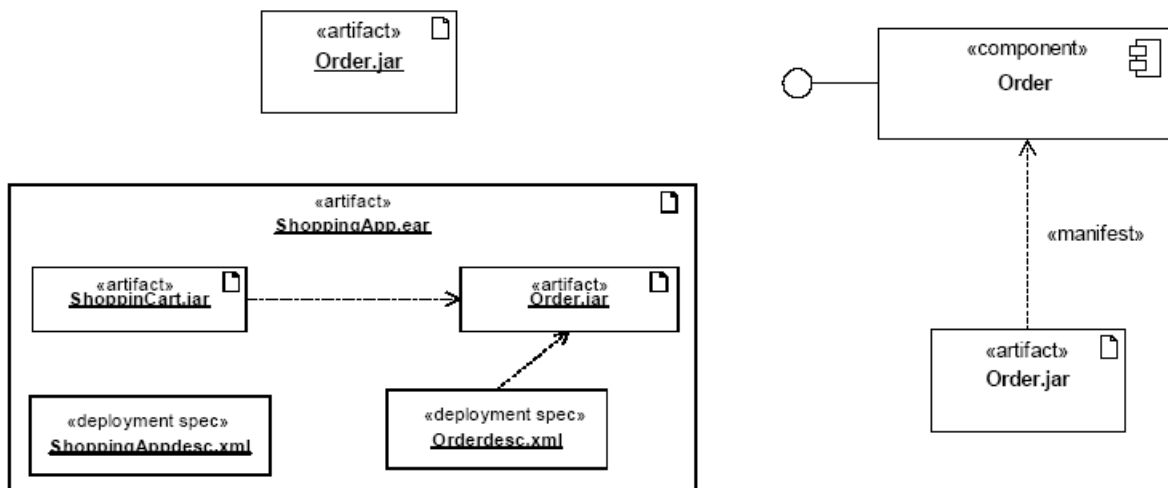 «artifact»
Order.jar
«component»
Order
«artifact»
ShoppingApp.ear
«artifact»
ShoppinCart.jar
«artifact»
Order.jar
«deployment spec»
ShoppingAppdesc.xml
«deployment spec»
Orderdesc.xml
«manifest»
«artifact»
Order.jar